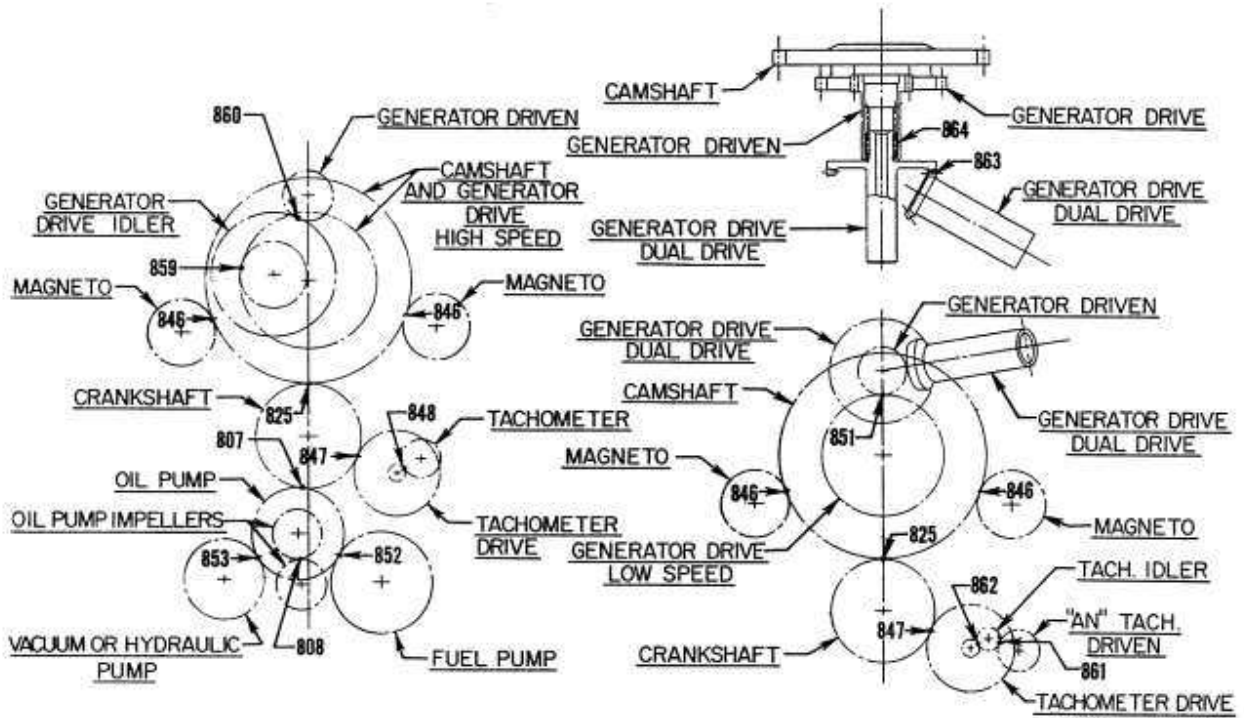 860
GENERATOR DRIVEN
CAMSHAFT
AND GENERATOR
DRIVE
HIGH SPEED
GENERATOR
DRIVE IDLER
859
MAGNETO
846
846
MAGNETO
CRANKSHAFT
825
848
807
847
TACHOMETER
OIL PUMP
OIL PUMP IMPELLERS
TACHOMETER
DRIVE
853
852
VACUUM OR HYDRAULIC
PUMP
808
FUEL PUMP
CAMSHAFT
GENERATOR DRIVE
GENERATOR DRIVEN
864
863
GENERATOR DRIVE
DUAL DRIVE
GENERATOR DRIVE
DUAL DRIVE
GENERATOR DRIVEN
GENERATOR DRIVE
DUAL DRIVE
CAMSHAFT
851
GENERATOR DRIVE
DUAL DRIVE
MAGNETO
846
846
MAGNETO
GENERATOR DRIVE
LOW SPEED
825
862
TACH. IDLER
847
"AN" TACH.
DRIVEN
861
CRANKSHAFT
TACHOMETER DRIVE